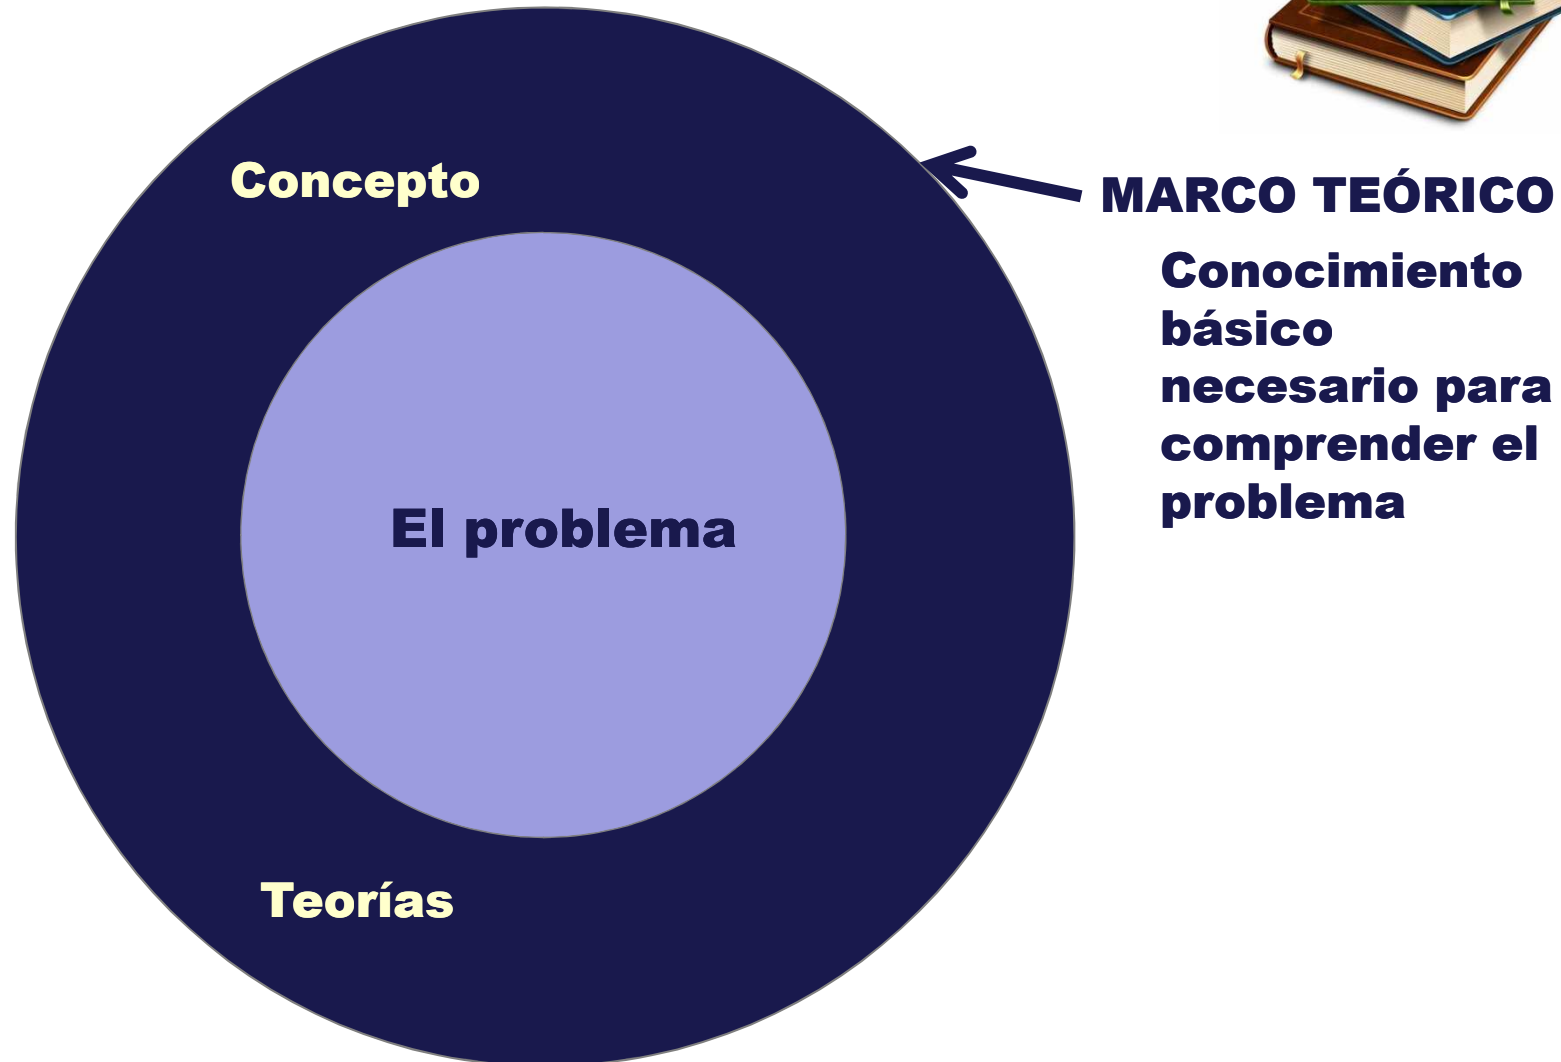 Concepto
MARCO TEÓRICO
Conocimiento
básico
necesario para
comprender el
problema
El problema
Teorías